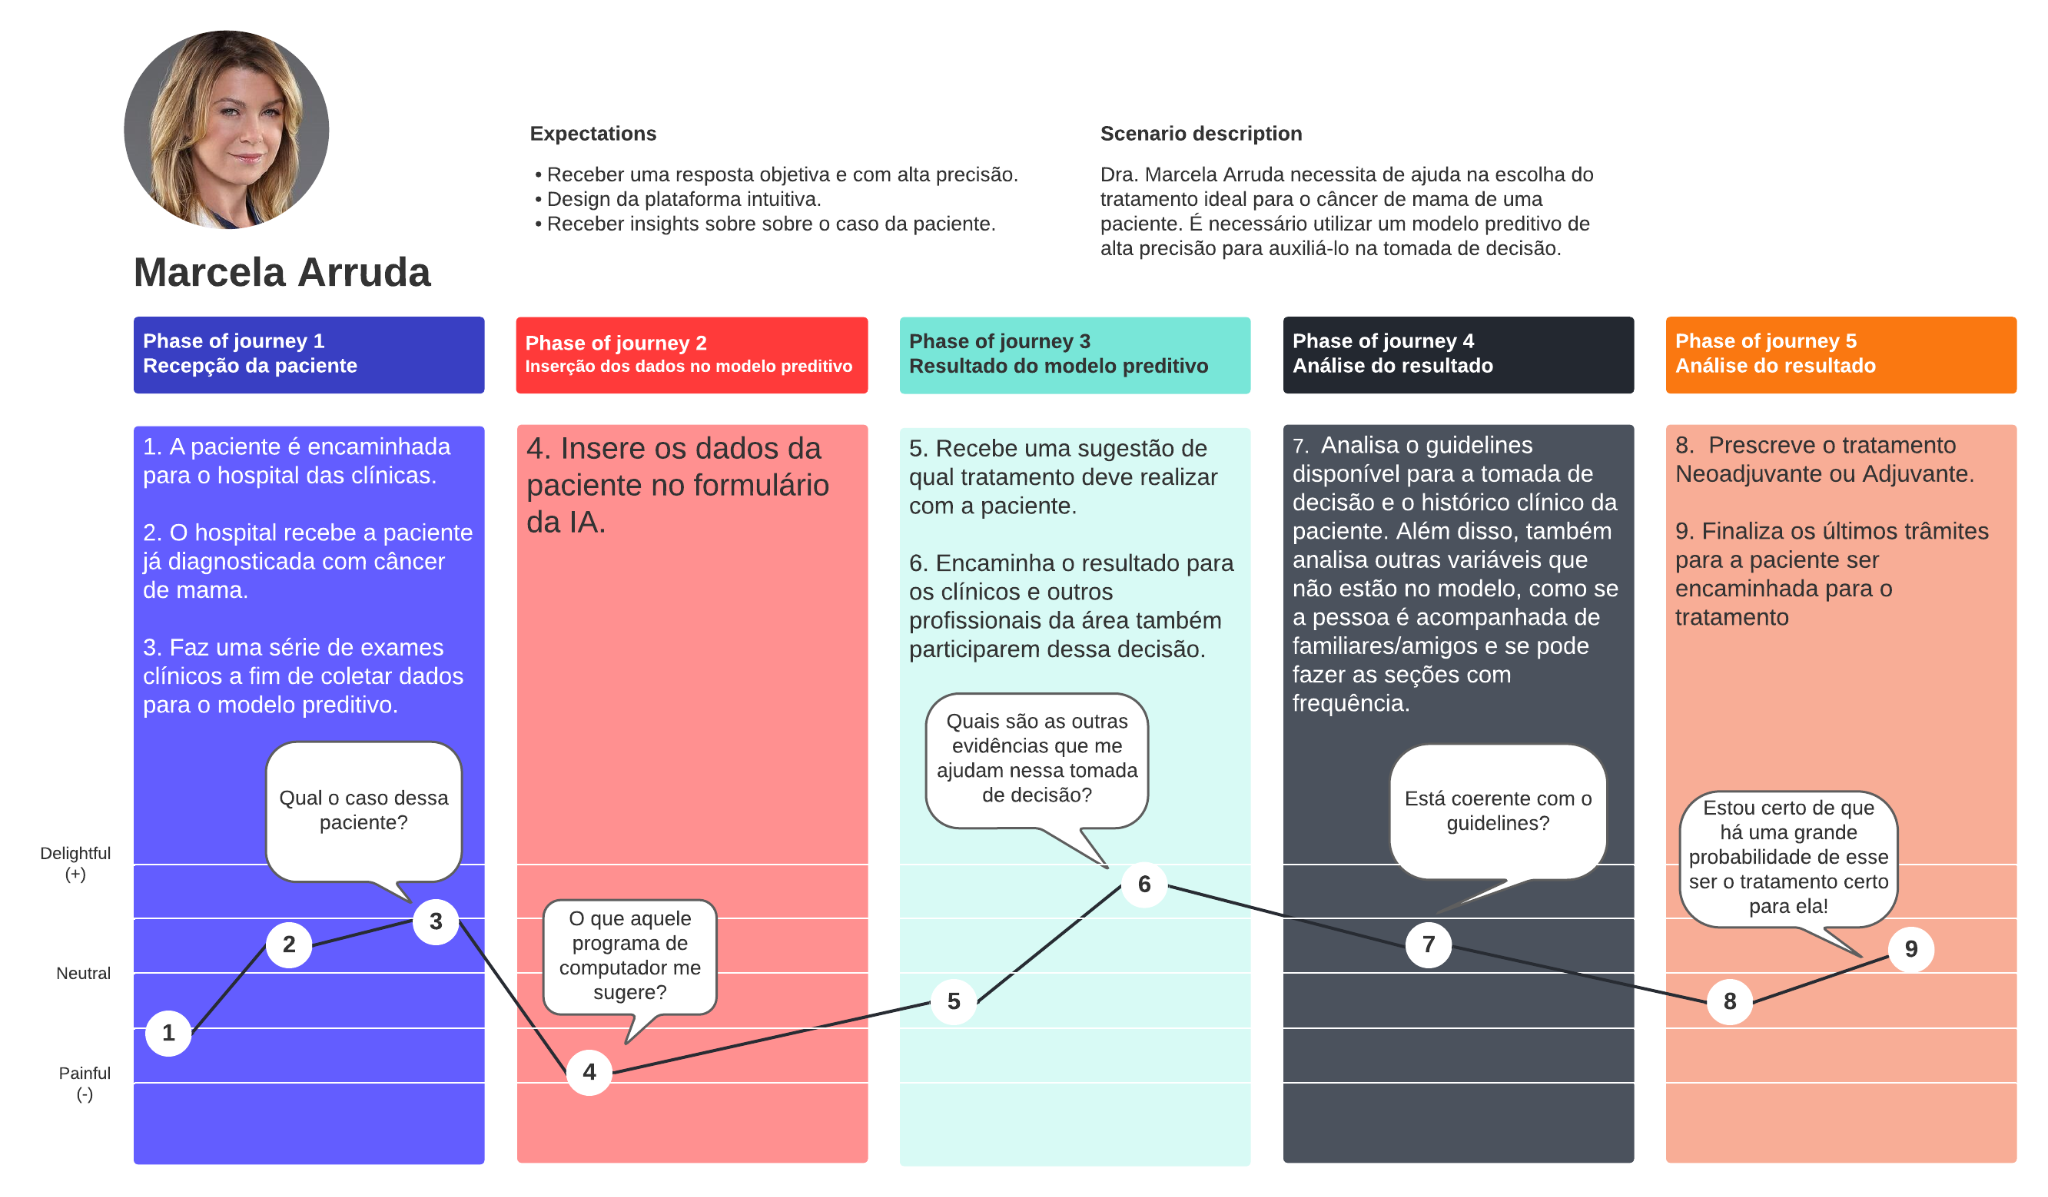 Marcela Arruda
Expectations
• Receber uma resposta objetiva e com alta precisão.
• Design da plataforma intuitiva.
• Receber insights sobre sobre o caso da paciente.
Scenario description
Dra. Marcela Arruda necessita de ajuda na escolha do
tratamento ideal para o câncer de mama de uma
paciente. É necessário utilizar um modelo preditivo de
alta precisão para auxiliá-lo na tomada de decisão.
Phase of journey 1
Recepção da paciente
1. A paciente é encaminhada
para o hospital das clínicas.
2. O hospital recebe a paciente
já diagnosticada com câncer
de mama.
3. Faz uma série de exames
clínicos a fim de coletar dados
para o modelo preditivo.
Qual o caso dessa
paciente?
Phase of journey 2
Inserção dos dados no modelo preditivo
4. Insere os dados da
paciente no formulário
da IA.
O que aquele
programa de
computador me
sugere?
Phase of journey 3
Resultado do modelo preditivo
5. Recebe uma sugestão de
qual tratamento deve realizar
com a paciente.
6. Encaminha o resultado para
os clínicos e outros
profissionais da área também
participarem dessa decisão.
Quais são as outras
evidências que me
ajudam nessa tomada
de decisão?
Phase of journey 4
Análise do resultado
7. Analisa o guidelines
disponível para a tomada de
decisão e o histórico clínico da
paciente. Além disso, também
analisa outras variáveis que
não estão no modelo, como se
a pessoa é acompanhada de
familiares/amigos e se pode
fazer as seções com
frequência.
Está coerente com o
guidelines?
Phase of journey 5
Análise do resultado
8. Prescreve o tratamento
Neoadjuvante ou Adjuvante.
9. Finaliza os últimos trâmites
para a paciente ser
encaminhada para o
tratamento
Estou certo de que
há uma grande
probabilidade de esse
ser o tratamento certo
para ela!
Delightful
(+)
Neutral
Painful
(-)
1
2
3
4
5
6
7
8
9